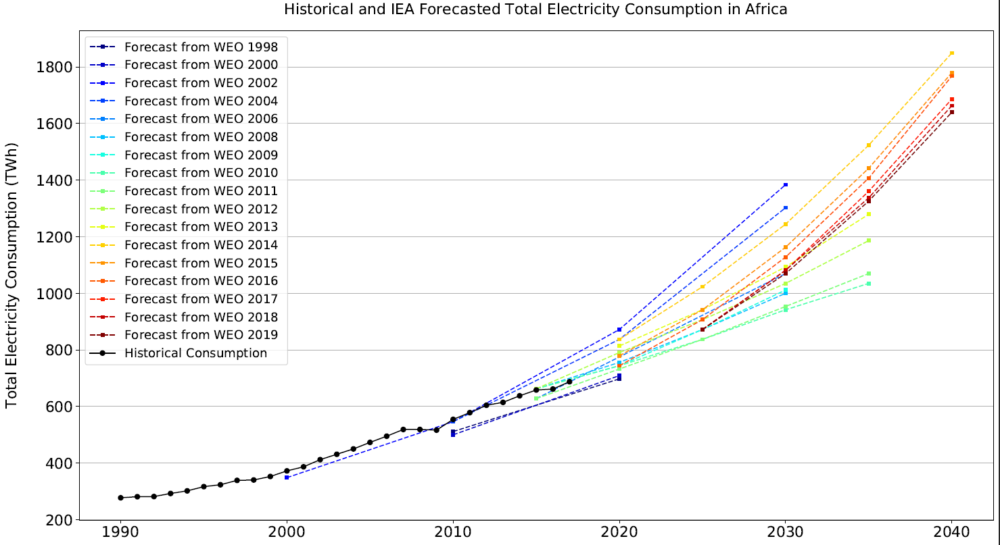 Historical and IEA Forecasted Total Electricity Consumption in Africa
Total Electricity Consumption (TWh)
1800
1600
1400
1200
1000
800
600
400
200
Forecast from WEO 1998
Forecast from WEO 2000
Forecast from WEO 2002
Forecast from WEO 2004
Forecast from WEO 2006
Forecast from WEO 2008
Forecast from WEO 2009
Forecast from WEO 2010
Forecast from WEO 2011
Forecast from WEO 2012
Forecast from WEO 2013
Forecast from WEO 2014
Forecast from WEO 2015
Forecast from WEO 2016
Forecast from WEO 2017
Forecast from WEO 2018
Forecast from WEO 2019
Historical Consumption
1990 2000 2010 2020 2030 2040